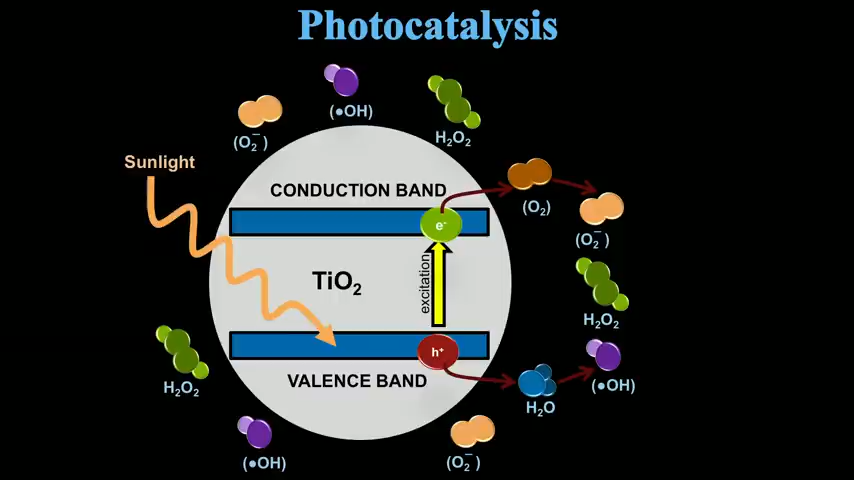 Photocatalysis
(●OH)
(O₂⁻)
H₂O₂
Sunlight
CONDUCTION BAND
(O₂)
e⁻
(O₂⁻)
TiO₂
excitation
H₂O₂
h⁺
H₂O₂
VALENCE BAND
(●OH)
H₂O
(●OH)
(O₂⁻)